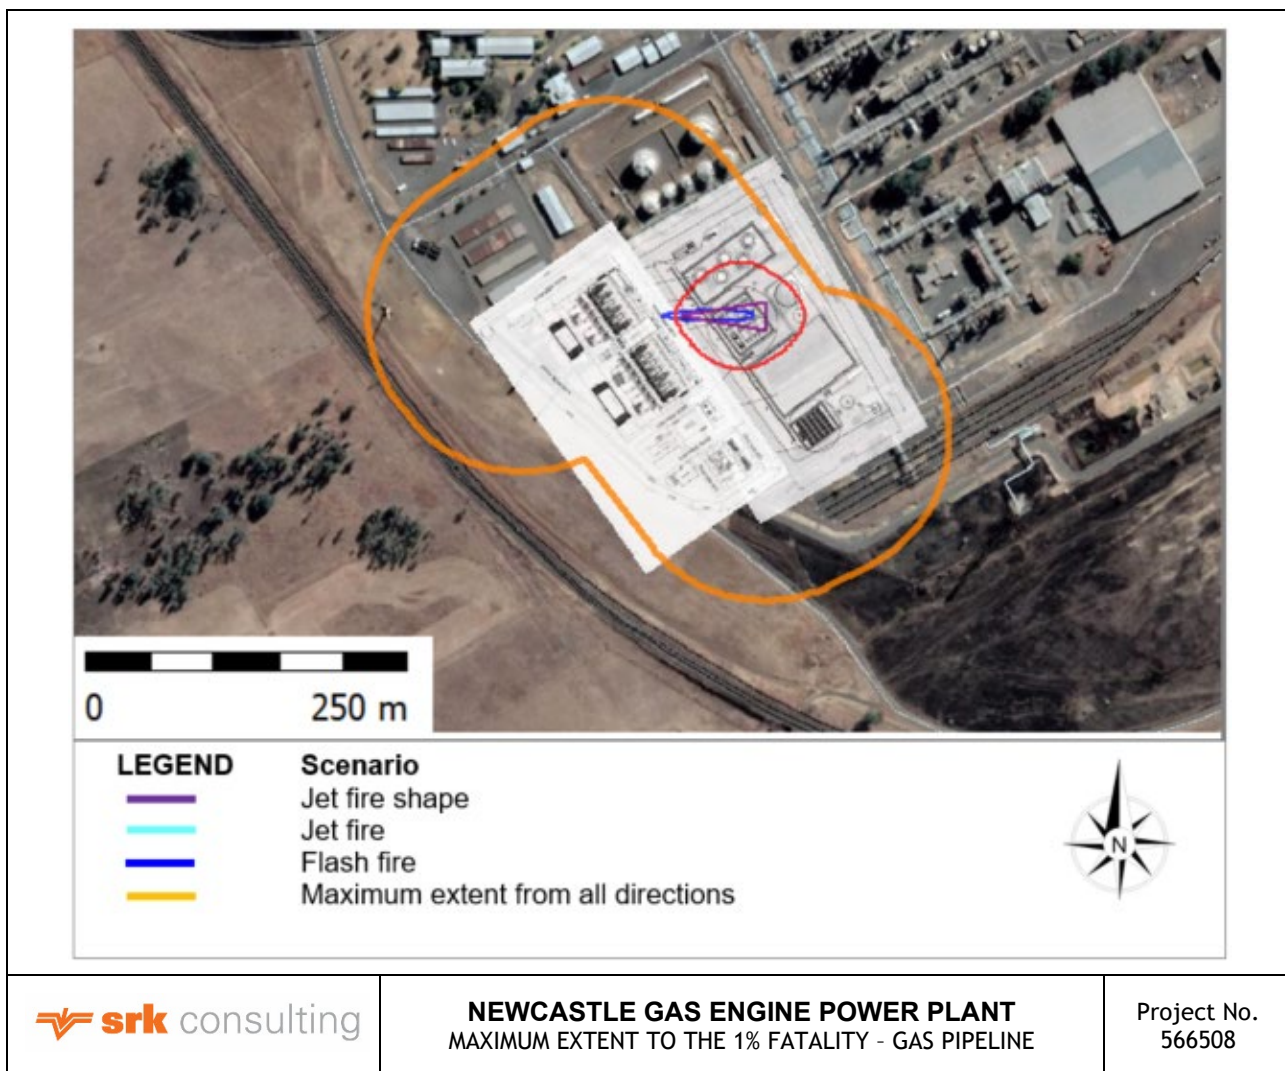 0 250 m
LEGEND Scenario
Jet fire shape
Jet fire
Flash fire
Maximum extent from all directions
N
srk consulting
NEWCASTLE GAS ENGINE POWER PLANT
MAXIMUM EXTENT TO THE 1% FATALITY – GAS PIPELINE
Project No.
566508